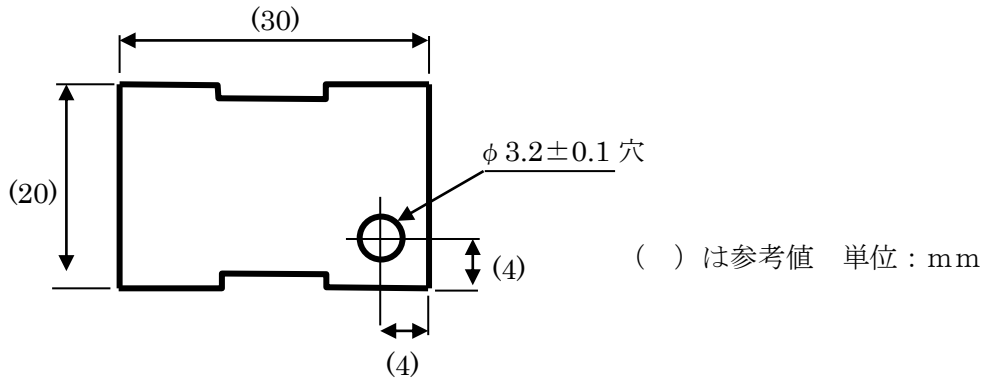 (30)
φ3.2±0.1 穴
(20)
(4)
(　)は参考値　単位：mm
(4)